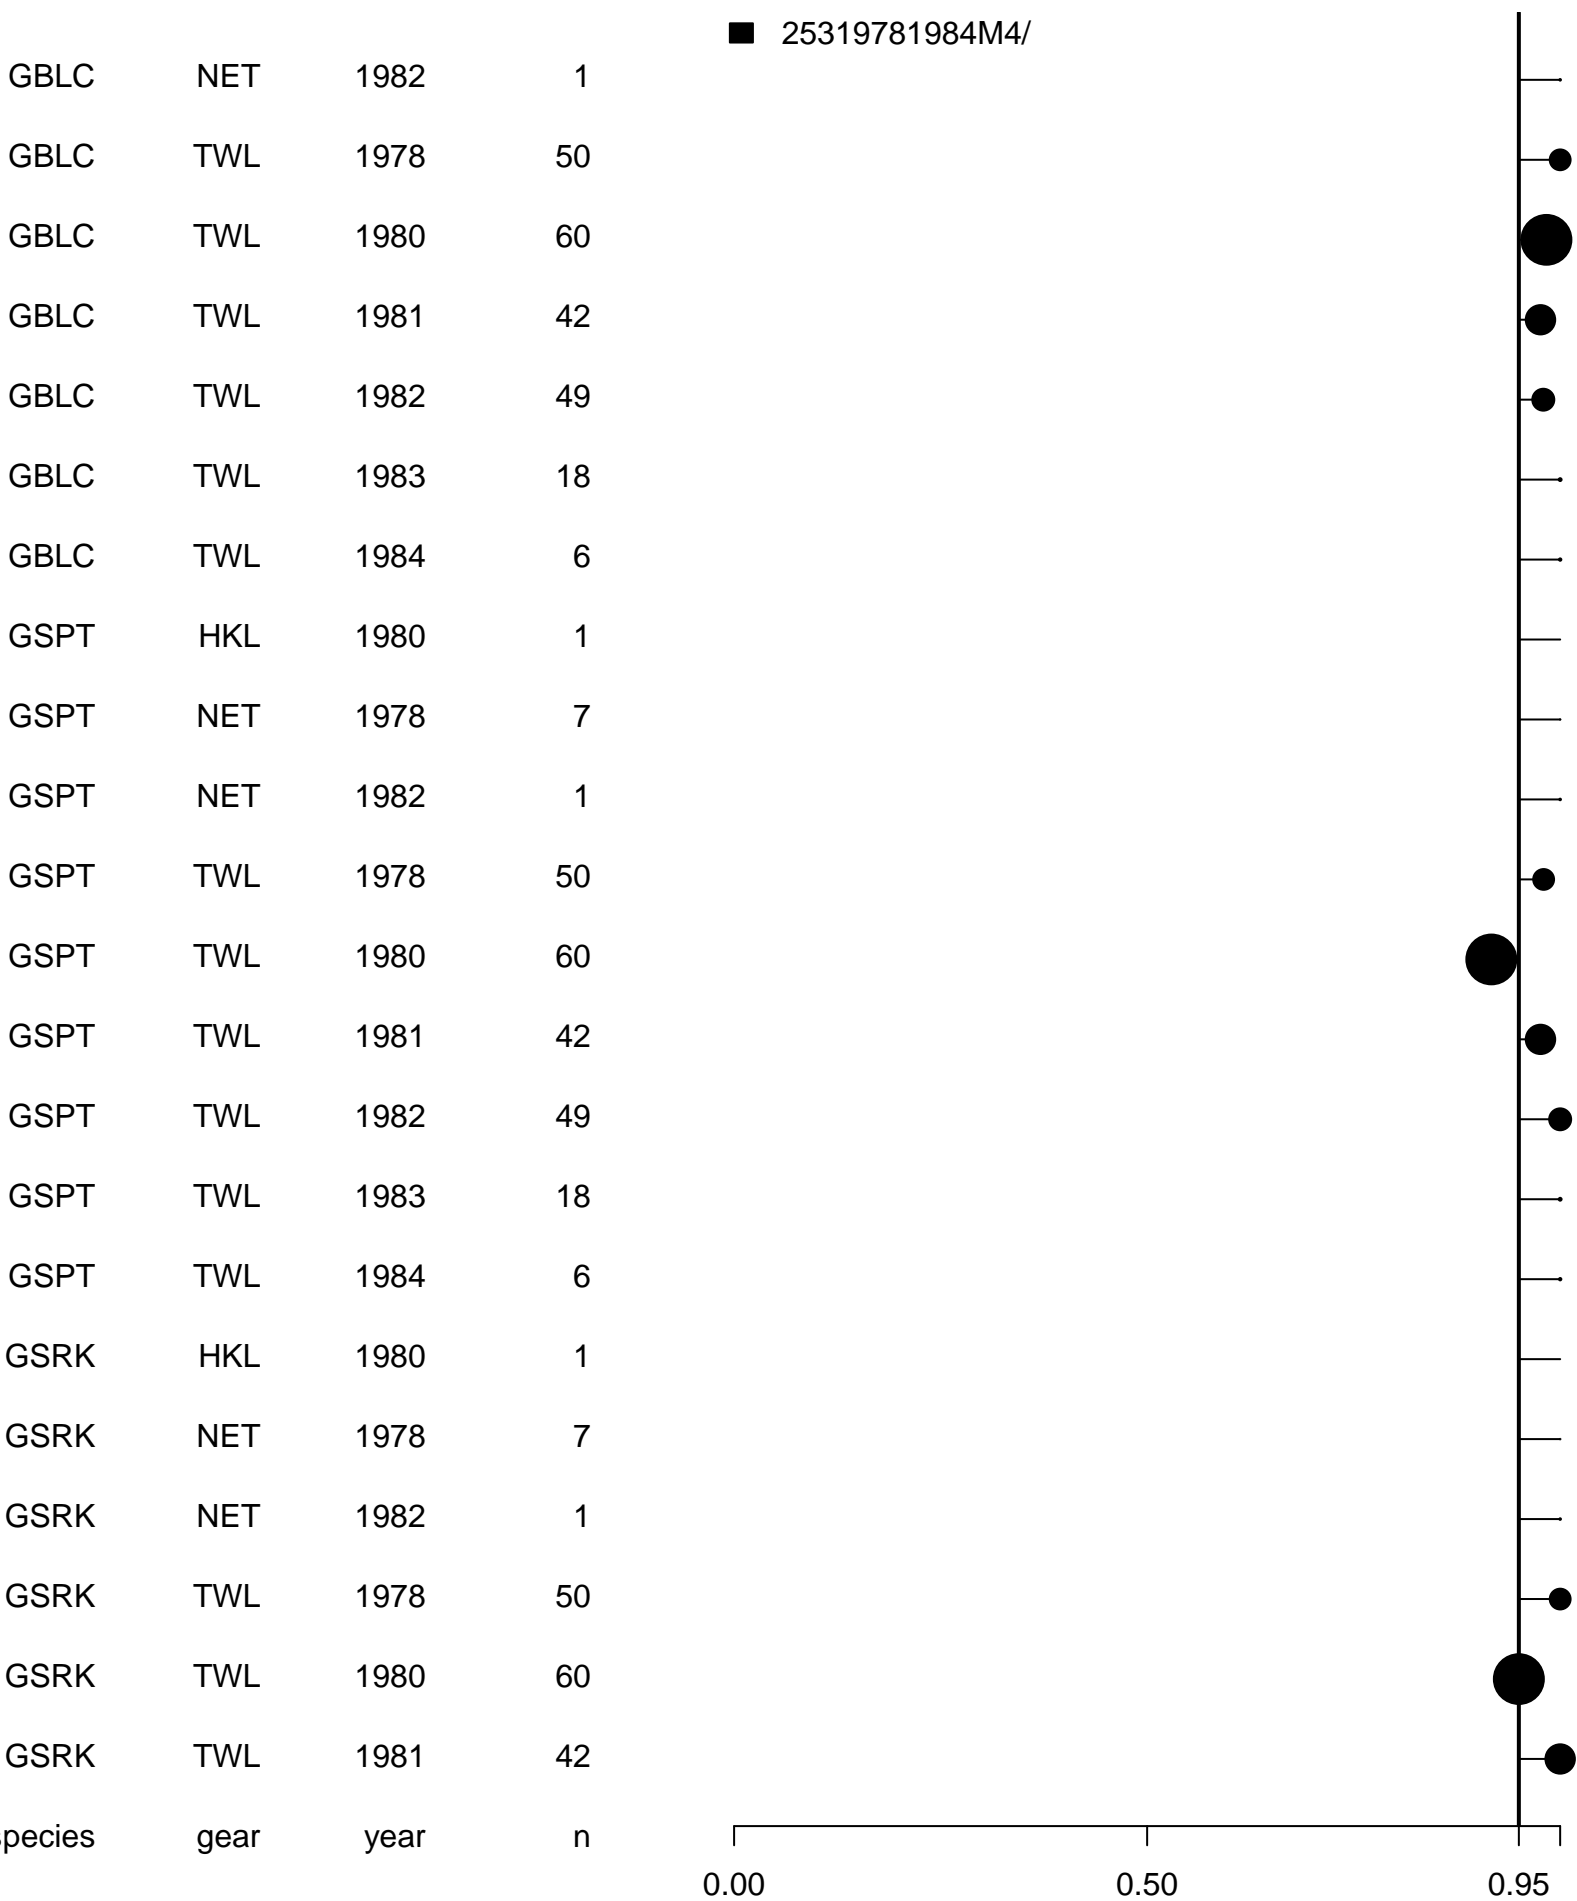 25319781984M4/
GBLC NET 1982 1
GBLC TWL 1978 50
GBLC TWL 1980 60
GBLC TWL 1981 42
GBLC TWL 1982 49
GBLC TWL 1983 18
GBLC TWL 1984 6
GSPT HKL 1980 1
GSPT NET 1978 7
GSPT NET 1982 1
GSPT TWL 1978 50
GSPT TWL 1980 60
GSPT TWL 1981 42
GSPT TWL 1982 49
GSPT TWL 1983 18
GSPT TWL 1984 6
GSRK HKL 1980 1
GSRK NET 1978 7
GSRK NET 1982 1
GSRK TWL 1978 50
GSRK TWL 1980 60
GSRK TWL 1981 42
pecies gear year n
0.00 0.50 0.95